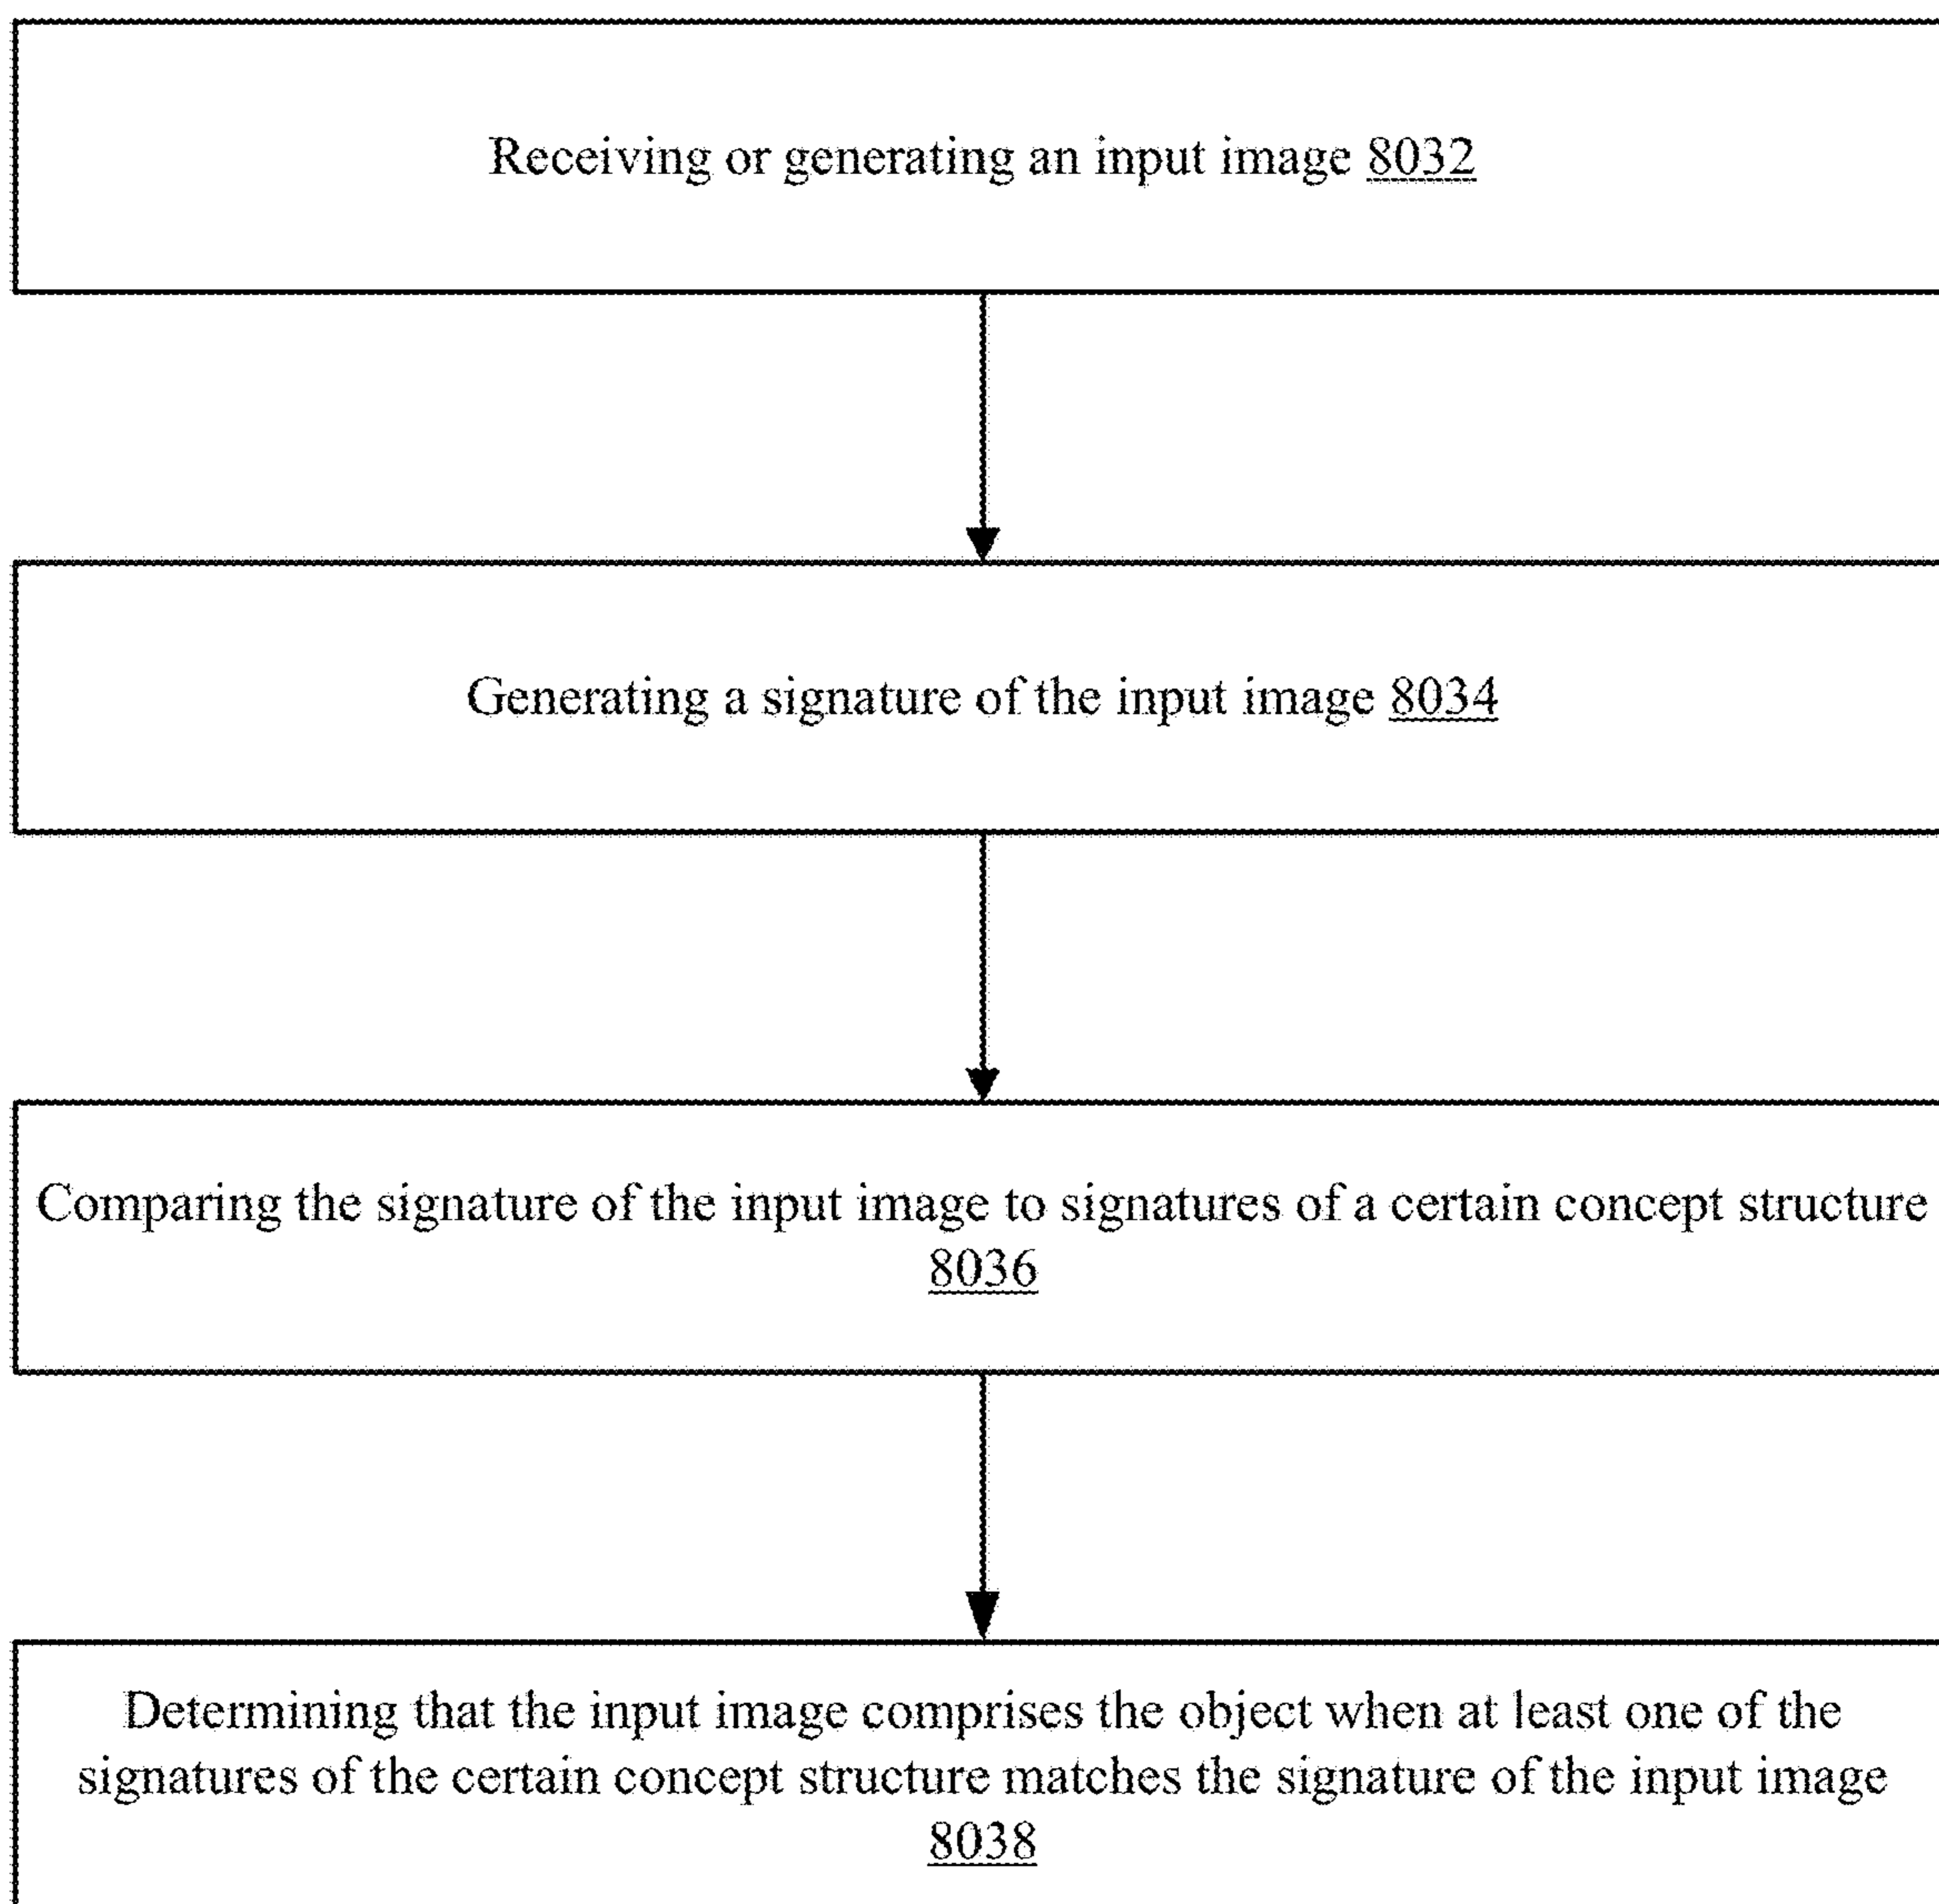 Receiving or generating an input image 8032
Generating a signature of the input image 8034
Comparing the signature of the input image to signatures of a certain concept structure
8036
Determining that the input image comprises the object when at least one of the
signatures of the certain concept structure matches the signature of the input image
8038